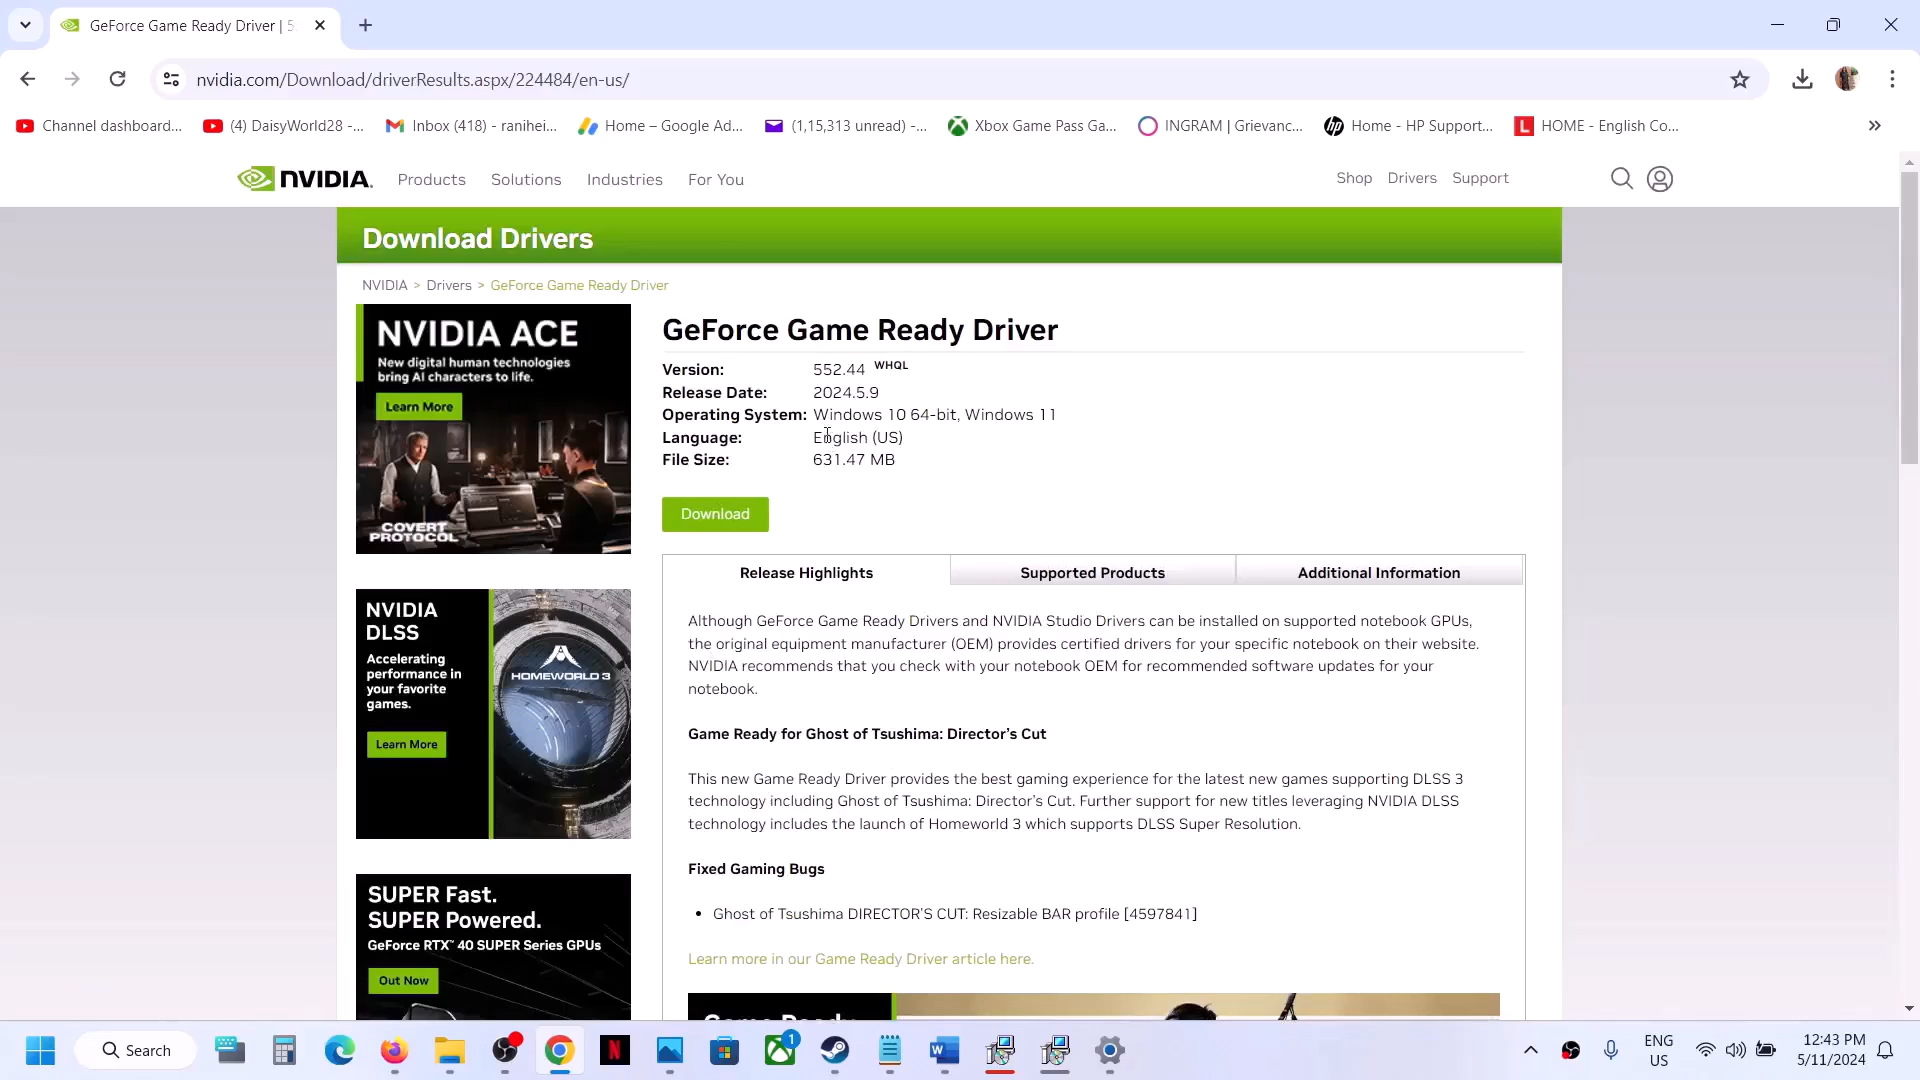 GeForce Game Ready Driver | 5
nvidia.com/Download/driverResults.aspx/224484/en-us/
Channel dashboard...
(4) DaisyWorld28 -...
Inbox (418) - ranihei...
Home – Google Ad...
(1,15,313 unread) -...
Xbox Game Pass Ga...
INGRAM | Grievanc...
Home - HP Support...
HOME - English Co...
NVIDIA.
Products
Solutions
Industries
For You
Shop
Drivers
Support
Download Drivers
NVIDIA > Drivers > GeForce Game Ready Driver
NVIDIA ACE
New digital human technologies
bring AI characters to life.
Learn More
COVERT
PROTOCOL
NVIDIA
DLSS
Accelerating
performance in
your favorite
games.
Learn More
HOMEWORLD 3
SUPER Fast.
SUPER Powered.
GeForce RTX™ 40 SUPER Series GPUs
Out Now
GeForce Game Ready Driver
Version: 552.44 WHQL
Release Date: 2024.5.9
Operating System: Windows 10 64-bit, Windows 11
Language: English (US)
File Size: 631.47 MB
Download
Release Highlights
Supported Products
Additional Information
Although GeForce Game Ready Drivers and NVIDIA Studio Drivers can be installed on supported notebook GPUs,
the original equipment manufacturer (OEM) provides certified drivers for your specific notebook on their website.
NVIDIA recommends that you check with your notebook OEM for recommended software updates for your
notebook.
Game Ready for Ghost of Tsushima: Director's Cut
This new Game Ready Driver provides the best gaming experience for the latest new games supporting DLSS 3
technology including Ghost of Tsushima: Director's Cut. Further support for new titles leveraging NVIDIA DLSS
technology includes the launch of Homeworld 3 which supports DLSS Super Resolution.
Fixed Gaming Bugs
• Ghost of Tsushima DIRECTOR'S CUT: Resizable BAR profile [4597841]
Learn more in our Game Ready Driver article here.
Game Ready
Search
1
ENG
US
12:43 PM
5/11/2024